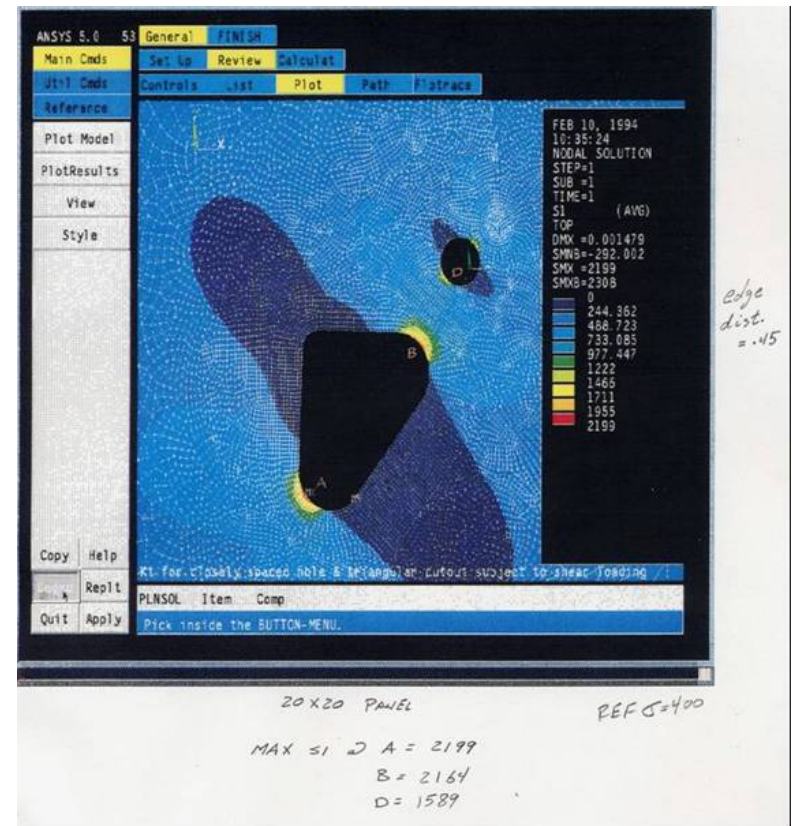 ANSYS 5.0 53 General FINISH
Main Cmds Set Up Review Calculat
Util Cmds Controls List Plot Path Flotrace
Reference
Plot Model
PlotResults
View
Style
X
FEB 10, 1994
10:35:24
NODAL SOLUTION
STEP=1
SUB =1
TIME=1
S1 (AVG)
TOP
DMX =0.001479
SMNB=-292.002
SMX =2199
SMXB=2308
0
244.362
488.723
733.085
977.447
1222
1466
1711
1955
2199
D
B
A
m
m
edge
dist.
= .45
Kt for closely spaced hole & triangular cutout subject to shear loading
Copy Help
Replt
Quit Apply
PLNSOL Item Comp
Pick inside the BUTTON-MENU.
20 X 20 PANEL
REF σ=400
MAX S1 @ A = 2199
B = 2164
D = 1589